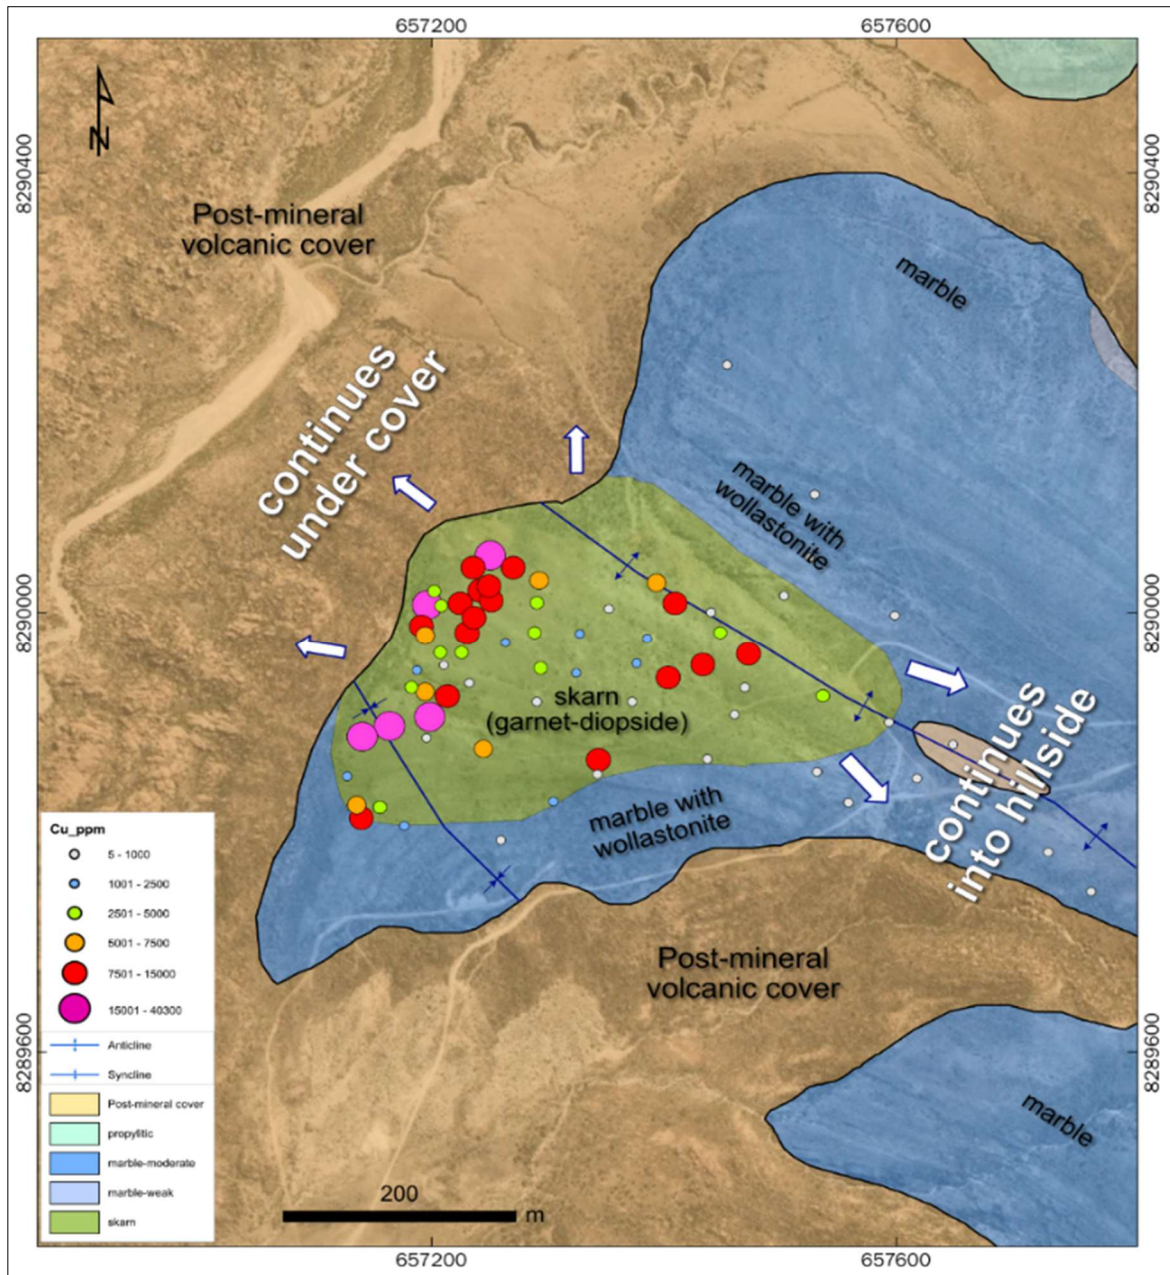 657200
657600
N
8290400
8290400
Post-mineral
volcanic cover
marble
continues
under cover
marble with
wollastonite
8290000
8290000
skarn
(garnet-diopside)
continues
into hillside
marble with
wollastonite
Post-mineral
volcanic cover
8289600
8289600
marble
Cu_ppm
5 - 1000
1001 - 2500
2501 - 5000
5001 - 7500
7501 - 15000
15001 - 40300
Anticline
Syncline
Post-mineral cover
propylitic
marble-moderate
marble-weak
skarn
200
m
657200
657600